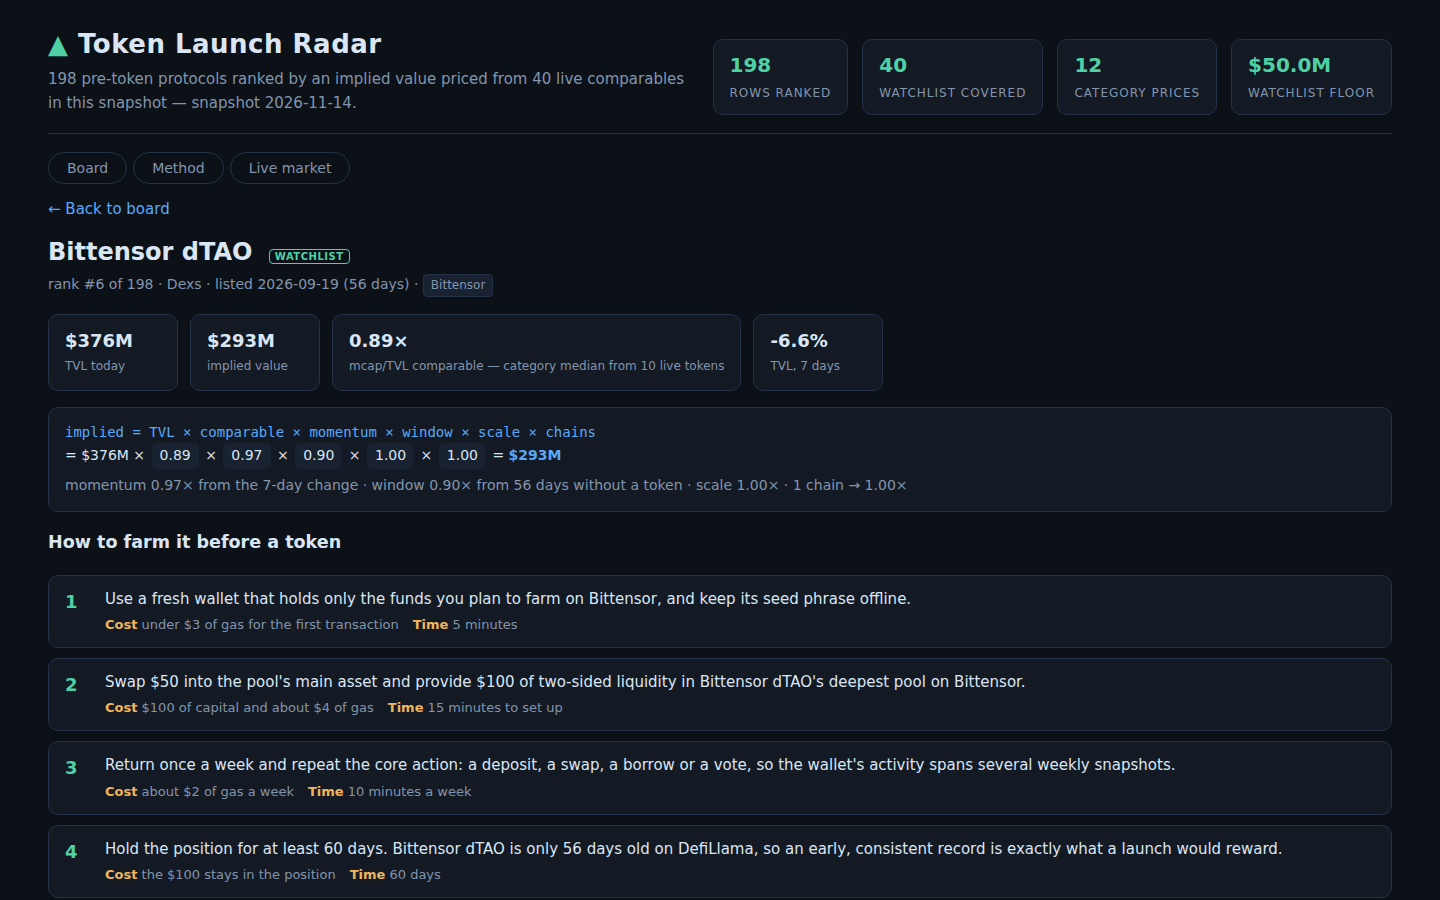 ▲ Token Launch Radar
198 pre-token protocols ranked by an implied value priced from 40 live comparables
in this snapshot — snapshot 2026-11-14.
198
ROWS RANKED
40
WATCHLIST COVERED
12
CATEGORY PRICES
$50.0M
WATCHLIST FLOOR
Board
Method
Live market
← Back to board
Bittensor dTAO WATCHLIST
rank #6 of 198 · Dexs · listed 2026-09-19 (56 days) · Bittensor
$376M
TVL today
$293M
implied value
0.89×
mcap/TVL comparable — category median from 10 live tokens
-6.6%
TVL, 7 days
implied = TVL × comparable × momentum × window × scale × chains
= $376M × 0.89 × 0.97 × 0.90 × 1.00 × 1.00 = $293M
momentum 0.97× from the 7-day change · window 0.90× from 56 days without a token · scale 1.00× · 1 chain → 1.00×
How to farm it before a token
1
Use a fresh wallet that holds only the funds you plan to farm on Bittensor, and keep its seed phrase offline.
Cost under $3 of gas for the first transaction Time 5 minutes
2
Swap $50 into the pool's main asset and provide $100 of two-sided liquidity in Bittensor dTAO's deepest pool on Bittensor.
Cost $100 of capital and about $4 of gas Time 15 minutes to set up
3
Return once a week and repeat the core action: a deposit, a swap, a borrow or a vote, so the wallet's activity spans several weekly snapshots.
Cost about $2 of gas a week Time 10 minutes a week
4
Hold the position for at least 60 days. Bittensor dTAO is only 56 days old on DefiLlama, so an early, consistent record is exactly what a launch would reward.
Cost the $100 stays in the position Time 60 days